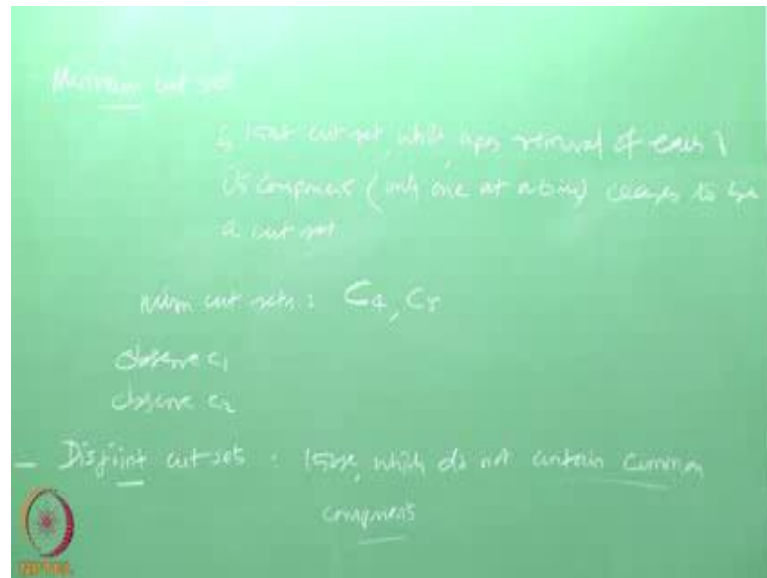 - Minimum cut set
↳ that cut set, which upon removal of each
its component (only one at a time) ceases to be
a cut set
mum cut sets : C4, C5
observe c1
observe c2
- Disjoint cut sets : those, which do not contain common
components
NPTEL